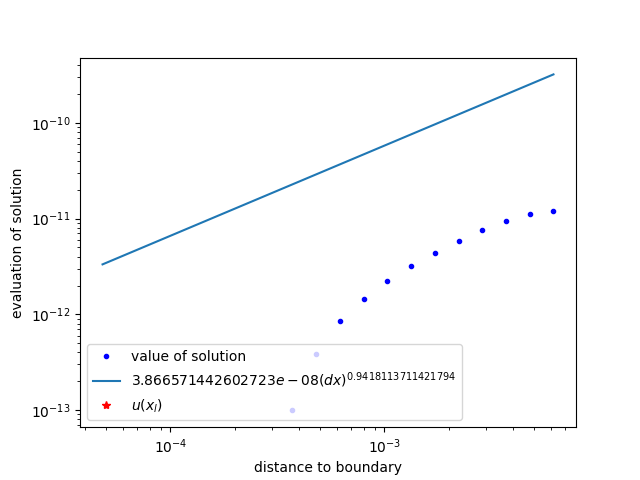 10⁻¹⁰
10⁻¹¹
10⁻¹²
10⁻¹³
evaluation of solution
value of solution
3.866571442602723e − 08(dx)^0.9418113711421794
u(x_l)
10⁻⁴ 10⁻³
distance to boundary